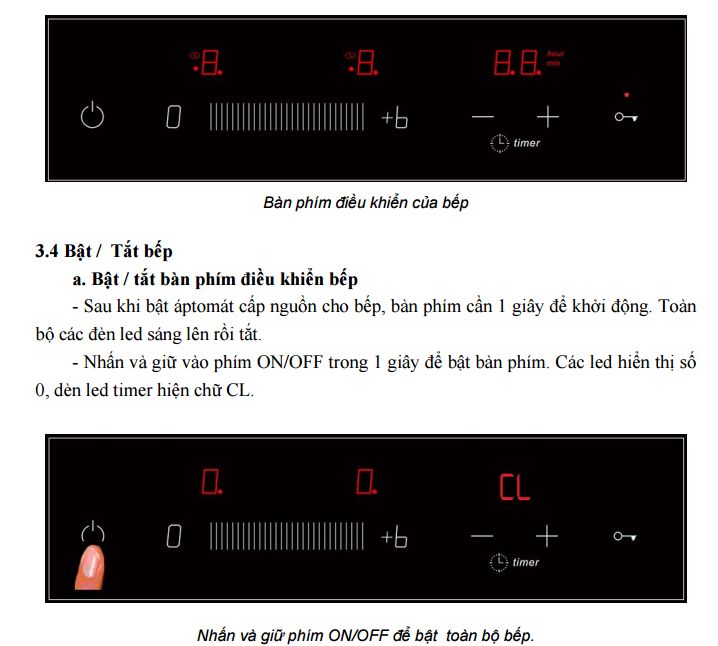 8. 8. 8.8. hour
min
0 +b − +
timer
Bàn phím điều khiển của bếp
3.4 Bật / Tắt bếp
a. Bật / tắt bàn phím điều khiển bếp
- Sau khi bật áptomát cấp nguồn cho bếp, bàn phím cần 1 giây để khởi động. Toàn
bộ các đèn led sáng lên rồi tắt.
- Nhấn và giữ vào phím ON/OFF trong 1 giây để bật bàn phím. Các led hiển thị số
0, dèn led timer hiện chữ CL.
0. 0. CL
0 +b − +
timer
Nhấn và giữ phím ON/OFF để bật toàn bộ bếp.